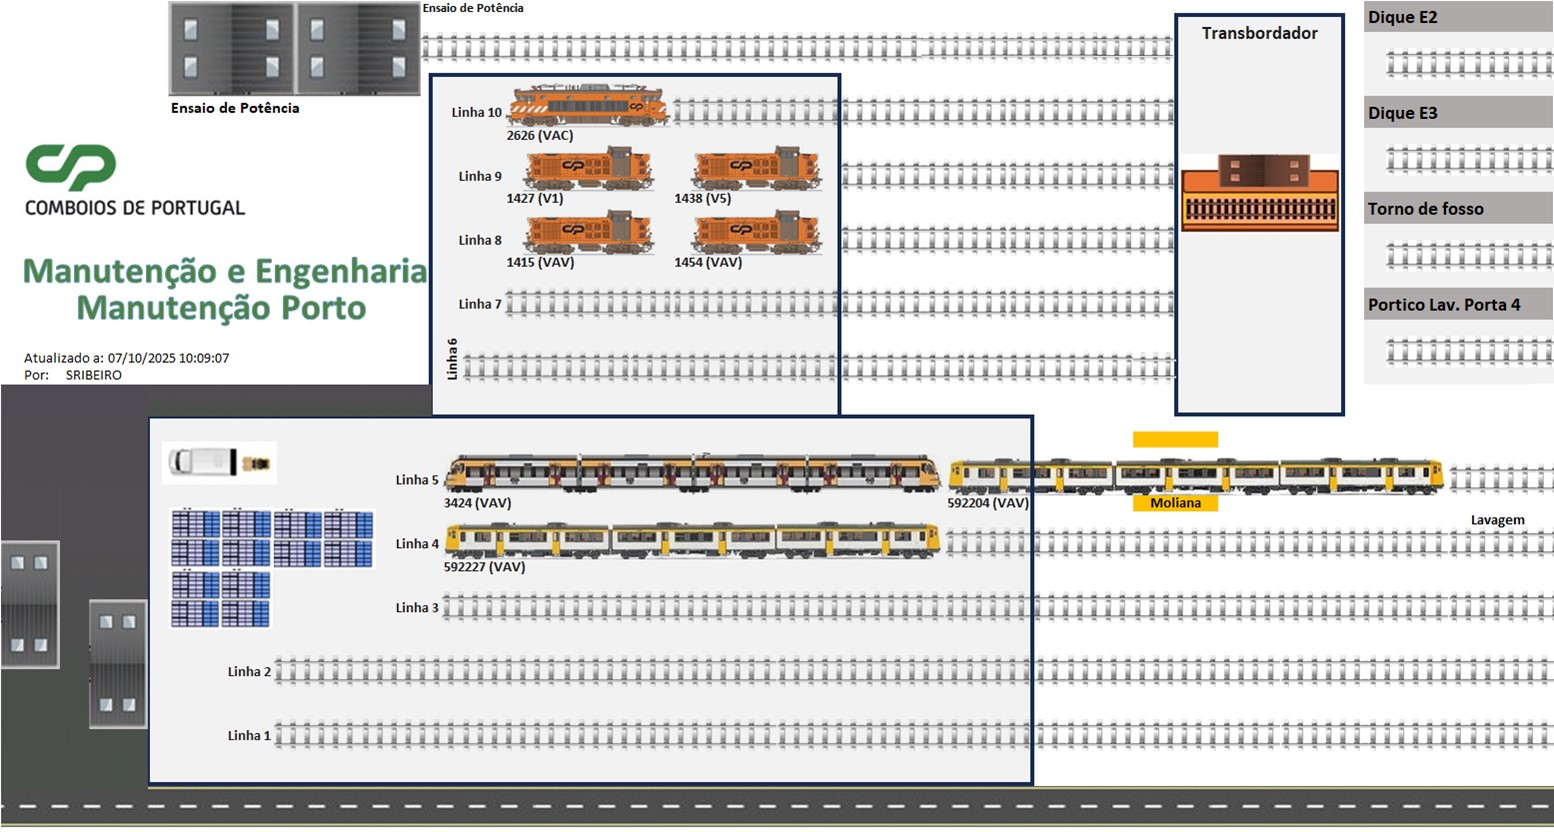 Ensaio de Potência
Transbordador
Dique E2
Ensaio de Potência
Linha 10
2626 (VAC)
Dique E3
CP
COMBOIOS DE PORTUGAL
Linha 9
1427 (V1)
1438 (V5)
Torno de fosso
Linha 8
1415 (VAV)
1454 (VAV)
Manutenção e Engenharia
Manutenção Porto
Linha 7
Portico Lav. Porta 4
Atualizado a: 07/10/2025 10:09:07
Por: SRIBEIRO
Linha 6
Linha 5
3424 (VAV)
592204 (VAV)
Moliana
Lavagem
Linha 4
592227 (VAV)
Linha 3
Linha 2
Linha 1